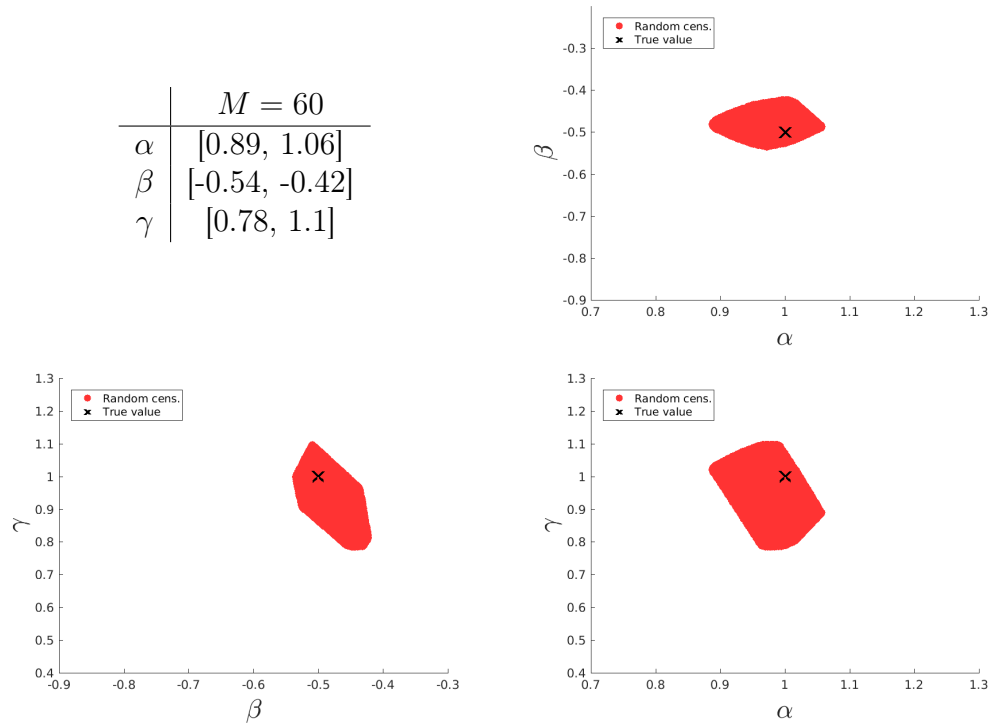 M = 60
α [0.89, 1.06]
β [-0.54, -0.42]
γ [0.78, 1.1]
Random cens.
True value
-0.3
-0.4
-0.5
-0.6
-0.7
-0.8
-0.9
β
0.7 0.8 0.9 1 1.1 1.2 1.3
α
Random cens.
True value
1.3
1.2
1.1
1
0.9
0.8
0.7
0.6
0.5
0.4
γ
-0.9 -0.8 -0.7 -0.6 -0.5 -0.4 -0.3
β
Random cens.
True value
1.3
1.2
1.1
1
0.9
0.8
0.7
0.6
0.5
0.4
γ
0.7 0.8 0.9 1 1.1 1.2 1.3
α